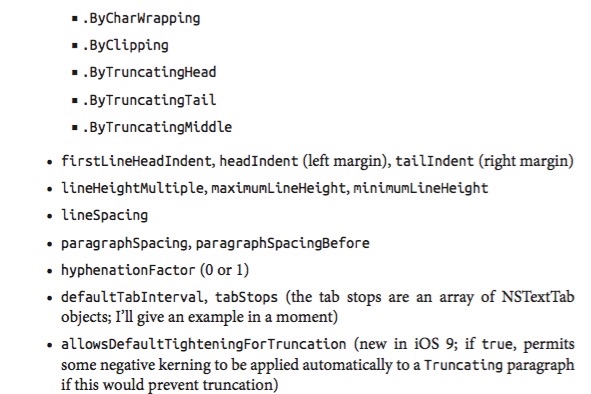 ▪ .ByCharWrapping
▪ .ByClipping
▪ .ByTruncatingHead
▪ .ByTruncatingTail
▪ .ByTruncatingMiddle
• firstLineHeadIndent, headIndent (left margin), tailIndent (right margin)
• lineHeightMultiple, maximumLineHeight, minimumLineHeight
• lineSpacing
• paragraphSpacing, paragraphSpacingBefore
• hyphenationFactor (0 or 1)
• defaultTabInterval, tabStops (the tab stops are an array of NSTextTab
objects; I’ll give an example in a moment)
• allowsDefaultTighteningForTruncation (new in iOS 9; if true, permits
some negative kerning to be applied automatically to a Truncating paragraph
if this would prevent truncation)